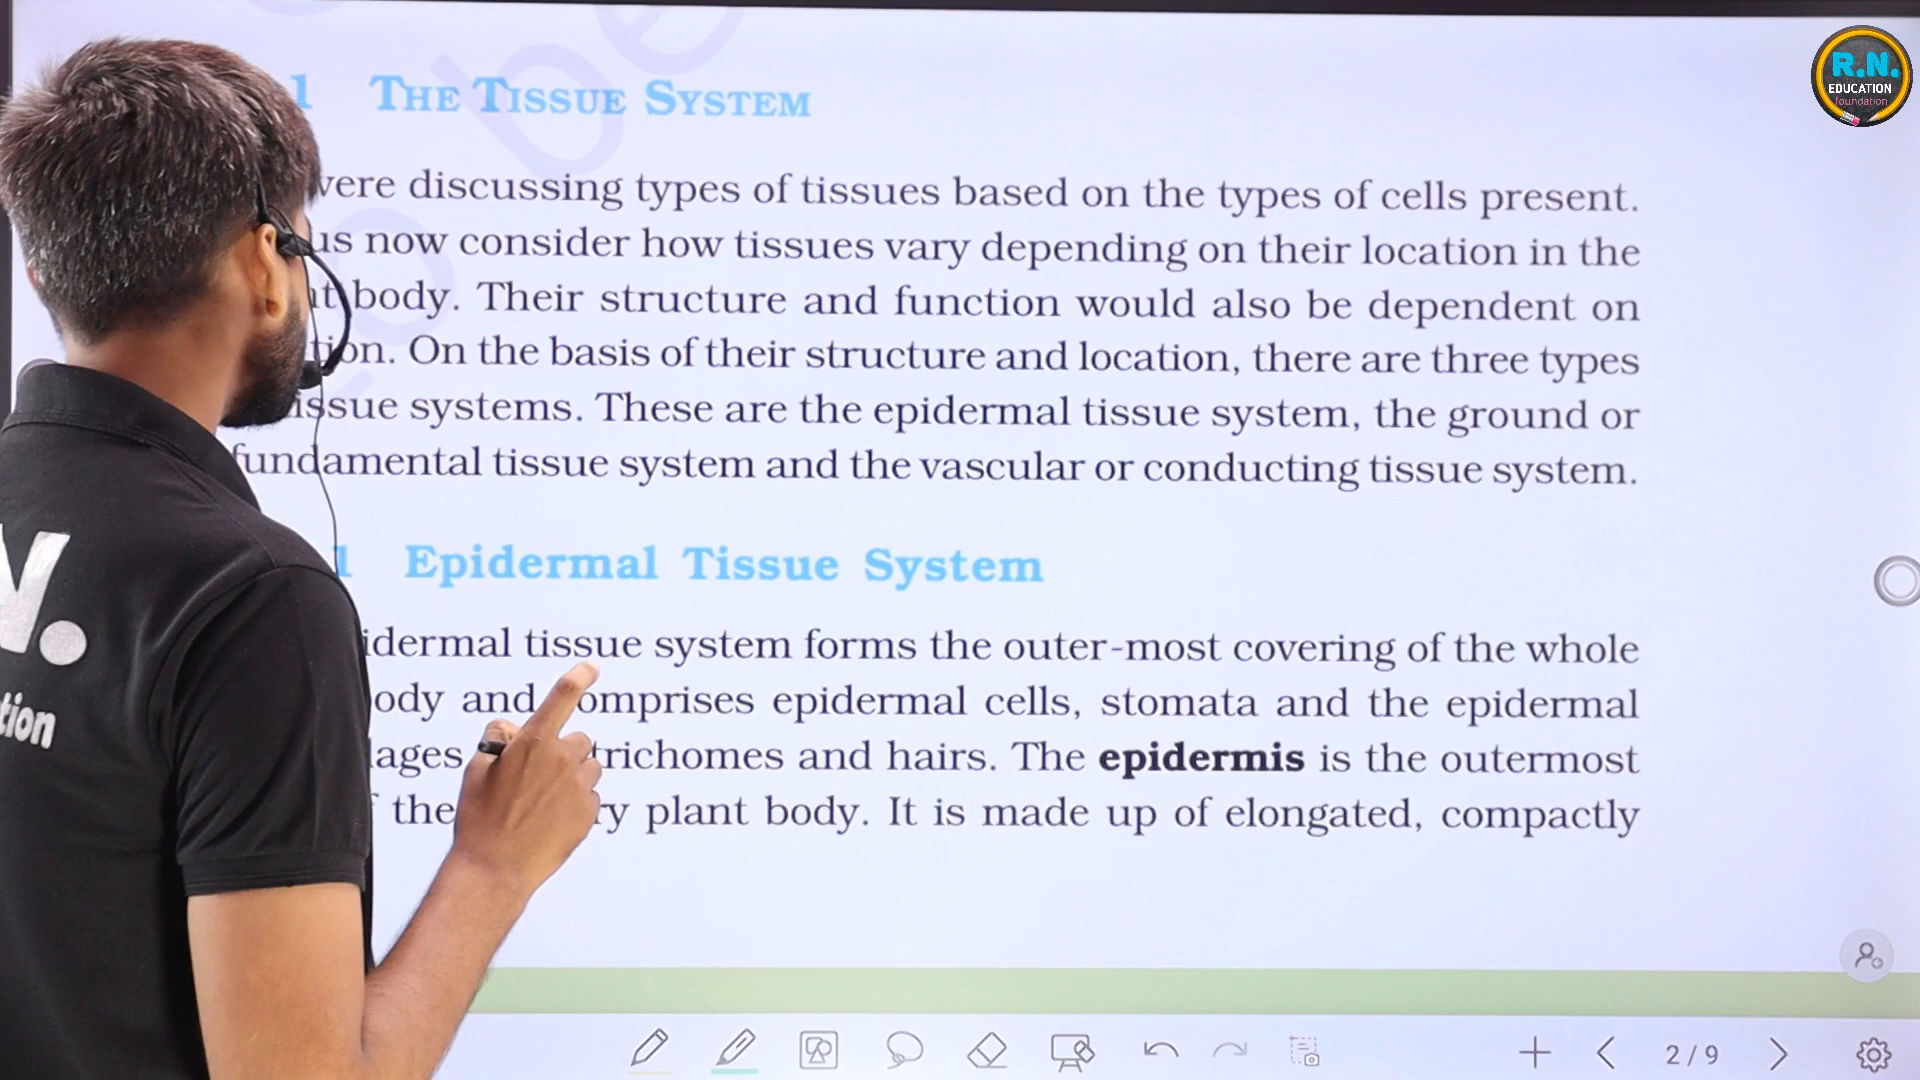 1 THE TISSUE SYSTEM
were discussing types of tissues based on the types of cells present.
us now consider how tissues vary depending on their location in the
body. Their structure and function would also be dependent on
tion. On the basis of their structure and location, there are three types
issue systems. These are the epidermal tissue system, the ground or
fundamental tissue system and the vascular or conducting tissue system.
1 Epidermal Tissue System
idermal tissue system forms the outer-most covering of the whole
ody and omprises epidermal cells, stomata and the epidermal
lages trichomes and hairs. The epidermis is the outermost
the ry plant body. It is made up of elongated, compactly
2/9
R.N.
EDUCATION
foundation
N.
tion